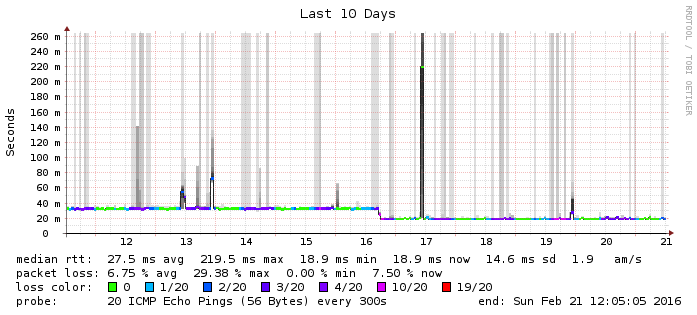 Last 10 Days
RRDTOOL / TOBI OETIKER
Seconds
260 m
240 m
220 m
200 m
180 m
160 m
140 m
120 m
100 m
80 m
60 m
40 m
20 m
0
12 13 14 15 16 17 18 19 20 21
median rtt: 27.5 ms avg 219.5 ms max 18.9 ms min 18.9 ms now 14.6 ms sd 1.9 am/s
packet loss: 6.75 % avg 29.38 % max 0.00 % min 7.50 % now
loss color: 0 1/20 2/20 3/20 4/20 10/20 19/20
probe: 20 ICMP Echo Pings (56 Bytes) every 300s end: Sun Feb 21 12:05:05 2016